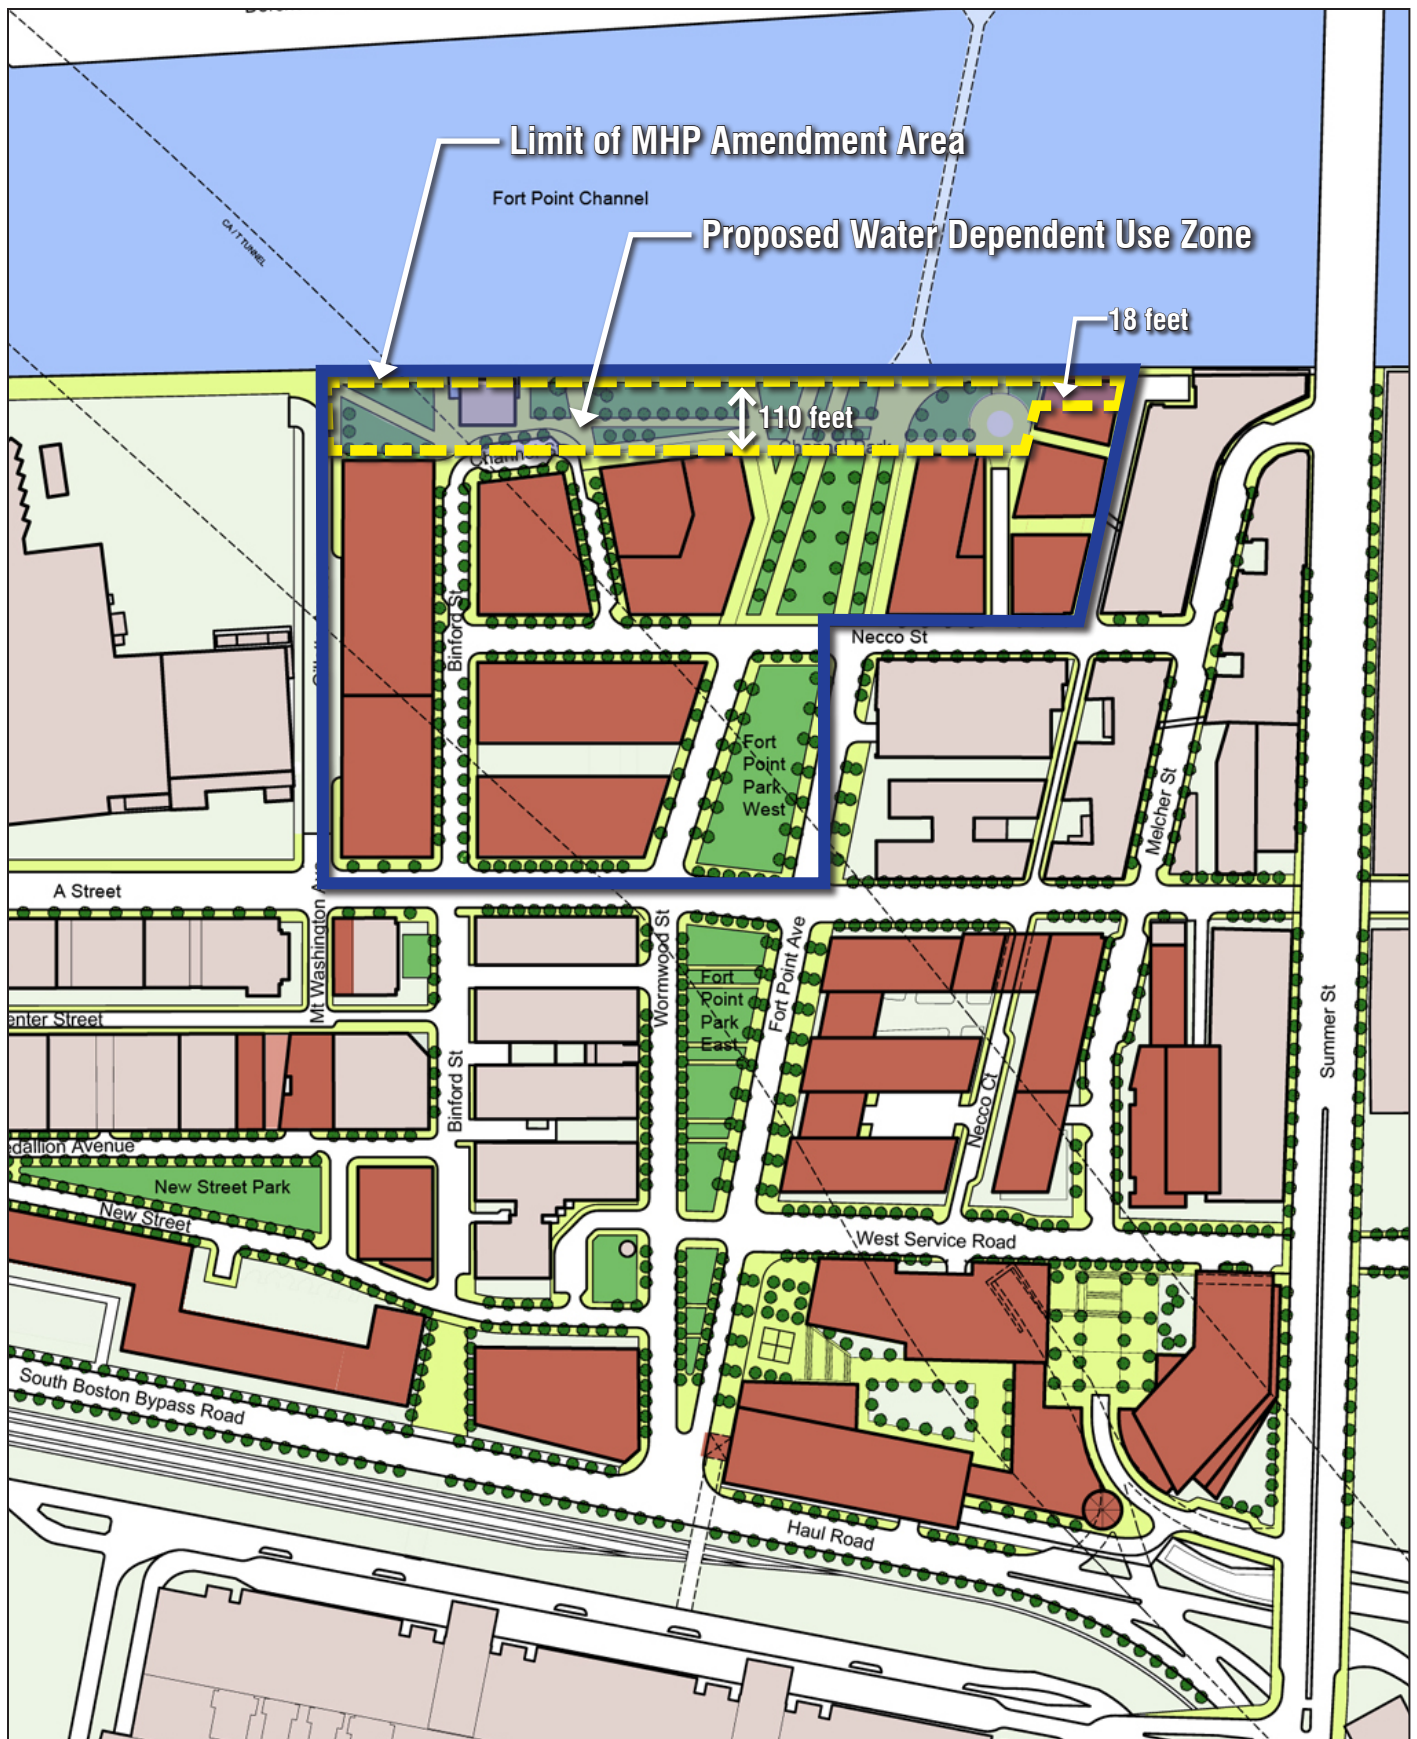 Limit of MHP Amendment Area
Fort Point Channel
CA / T TUNNEL
Proposed Water Dependent Use Zone
18 feet
110 feet
Channel Park
Necco St
Binford St
Fort
Point
Park
West
Melcher St
A Street
Mt Washington
Wormwood St
Fort Point Ave
Fort
Point
Park
East
enter Street
Summer St
Binford St
Necco Ct
edallion Avenue
New Street Park
New Street
West Service Road
South Boston Bypass Road
Haul Road